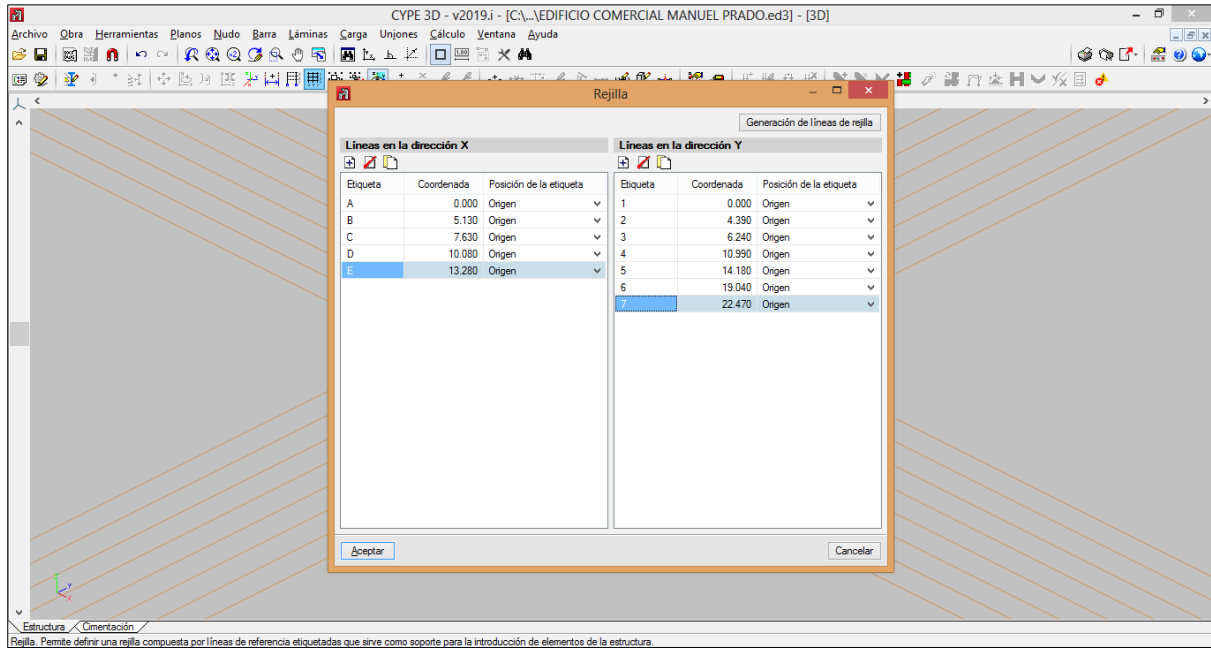 CYPE 3D - v2019.i - [C:\...\EDIFICIO COMERCIAL MANUEL PRADO.ed3] - [3D]
Archivo Obra Herramientas Planos Nudo Barra Láminas Carga Uniones Cálculo Ventana Ayuda
Rejilla
Generación de líneas de rejilla
Líneas en la dirección X
Etiqueta Coordenada Posición de la etiqueta
A 0.000 Origen
B 5.130 Origen
C 7.630 Origen
D 10.080 Origen
E 13.280 Origen
Líneas en la dirección Y
Etiqueta Coordenada Posición de la etiqueta
1 0.000 Origen
2 4.390 Origen
3 6.240 Origen
4 10.990 Origen
5 14.180 Origen
6 19.040 Origen
7 22.470 Origen
Aceptar Cancelar
Estructura Cimentación
Rejilla. Permite definir una rejilla compuesta por líneas de referencia etiquetadas que sirve como soporte para la introducción de elementos de la estructura.